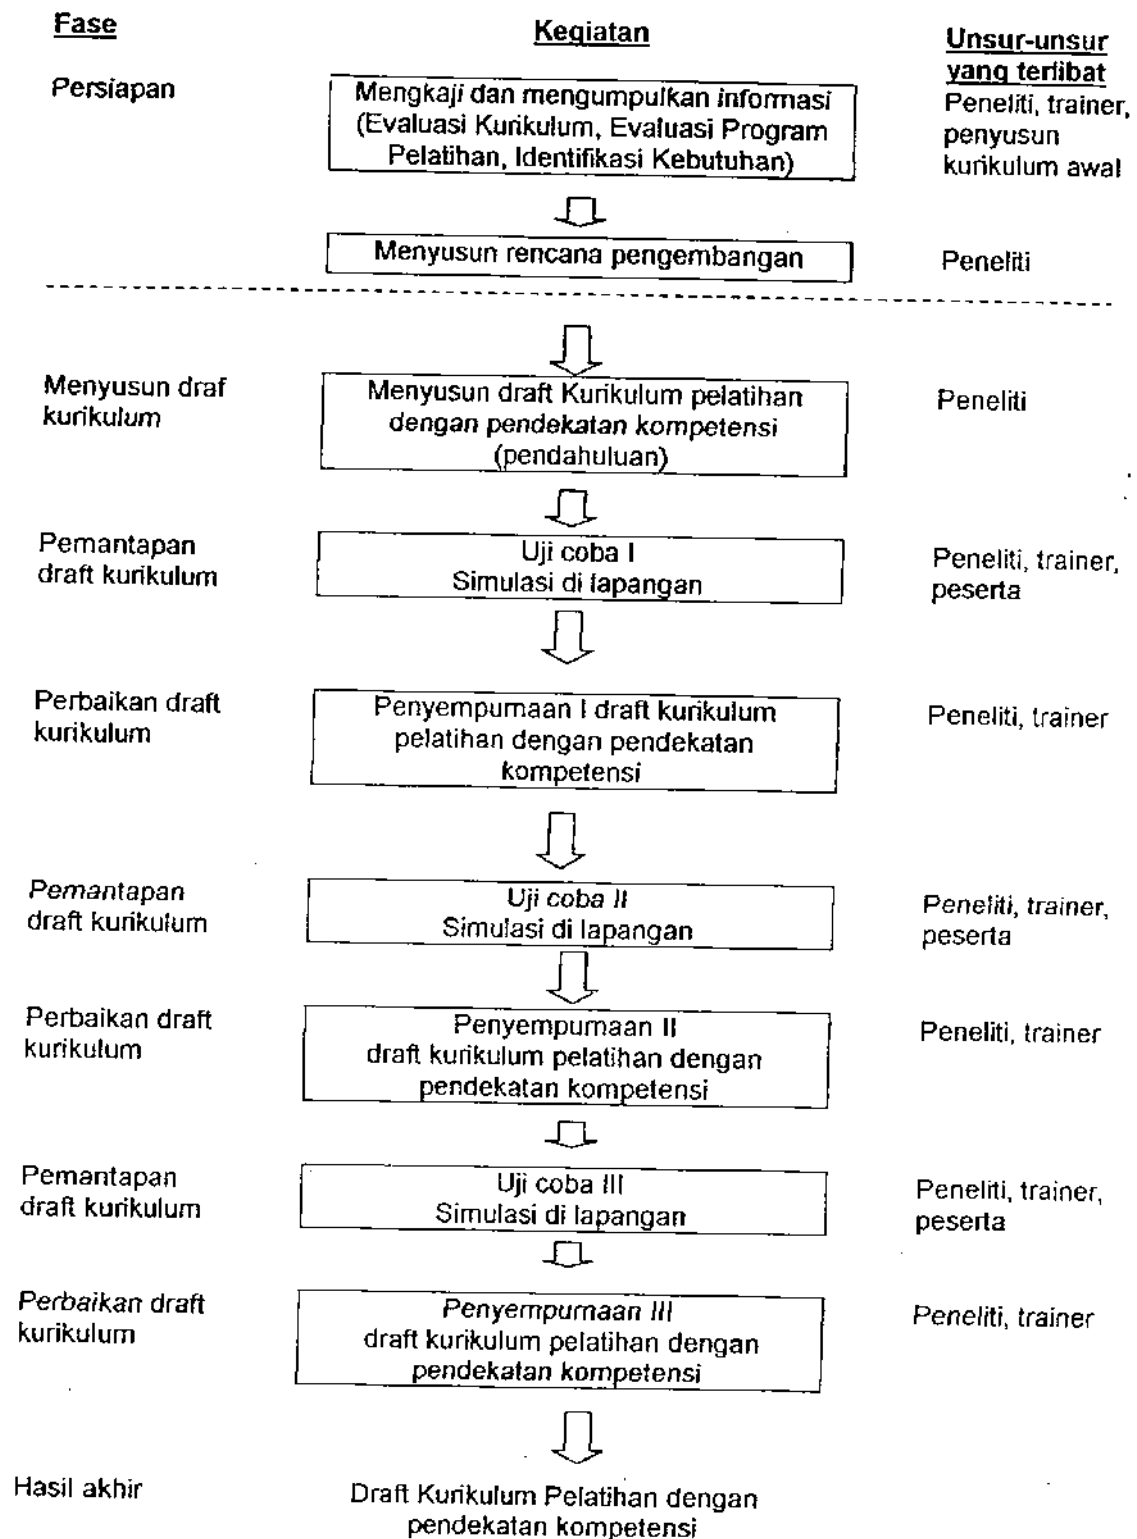 Fase
Kegiatan
Unsur-unsur
yang terlibat
Persiapan
Mengkaji dan mengumpulkan informasi
(Evaluasi Kurikulum, Evaluasi Program
Pelatihan, Identifikasi Kebutuhan)
Peneliti, trainer,
penyusun
kurikulum awal
Menyusun rencana pengembangan
Peneliti
Menyusun draf
kurikulum
Menyusun draft Kurikulum pelatihan
dengan pendekatan kompetensi
(pendahuluan)
Peneliti
Pemantapan
draft kurikulum
Uji coba I
Simulasi di lapangan
Peneliti, trainer,
peserta
Perbaikan draft
kurikulum
Penyempurnaan I draft kurikulum
pelatihan dengan pendekatan
kompetensi
Peneliti, trainer
Pemantapan
draft kurikulum
Uji coba II
Simulasi di lapangan
Peneliti, trainer,
peserta
Perbaikan draft
kurikulum
Penyempurnaan II
draft kurikulum pelatihan dengan
pendekatan kompetensi
Peneliti, trainer
Pemantapan
draft kurikulum
Uji coba III
Simulasi di lapangan
Peneliti, trainer,
peserta
Perbaikan draft
kurikulum
Penyempurnaan III
draft kurikulum pelatihan dengan
pendekatan kompetensi
Peneliti, trainer
Hasil akhir
Draft Kurikulum Pelatihan dengan
pendekatan kompetensi